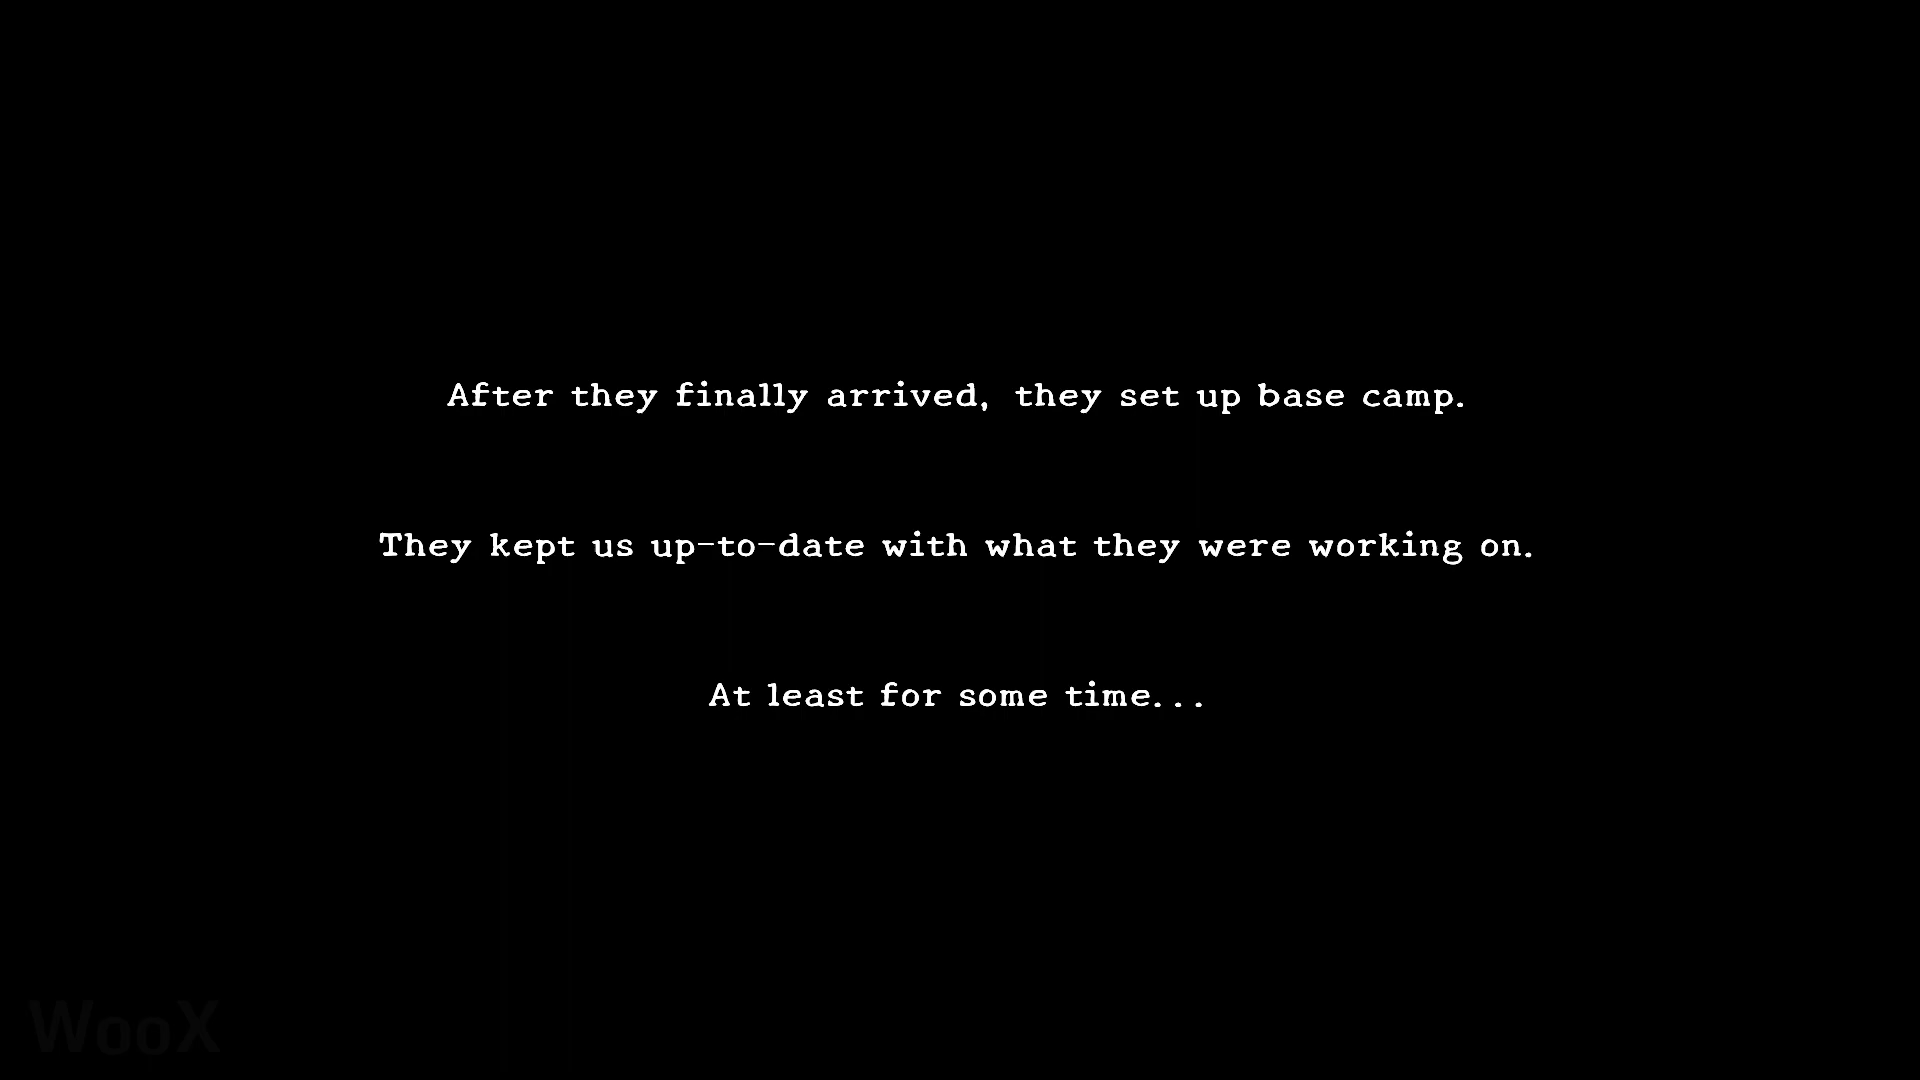 After they finally arrived, they set up base camp.
They kept us up-to-date with what they were working on.
At least for some time...
WooX